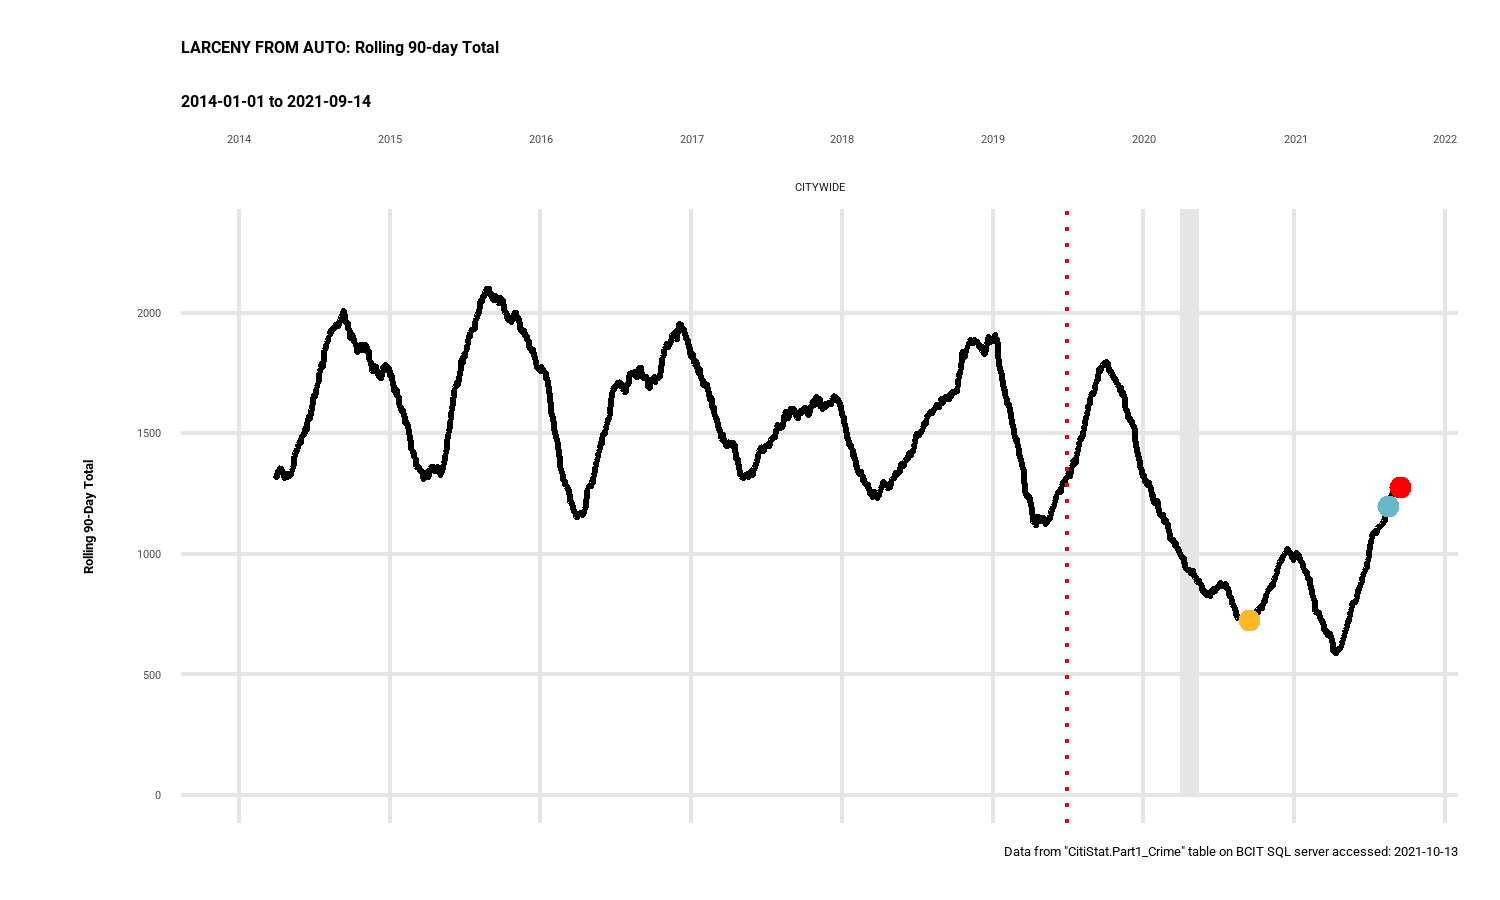 LARCENY FROM AUTO: Rolling 90-day Total
2014-01-01 to 2021-09-14
2014 2015 2016 2017 2018 2019 2020 2021 2022
CITYWIDE
2000
1500
1000
500
0
Rolling 90-Day Total
Data from "CitiStat.Part1_Crime" table on BCIT SQL server accessed: 2021-10-13